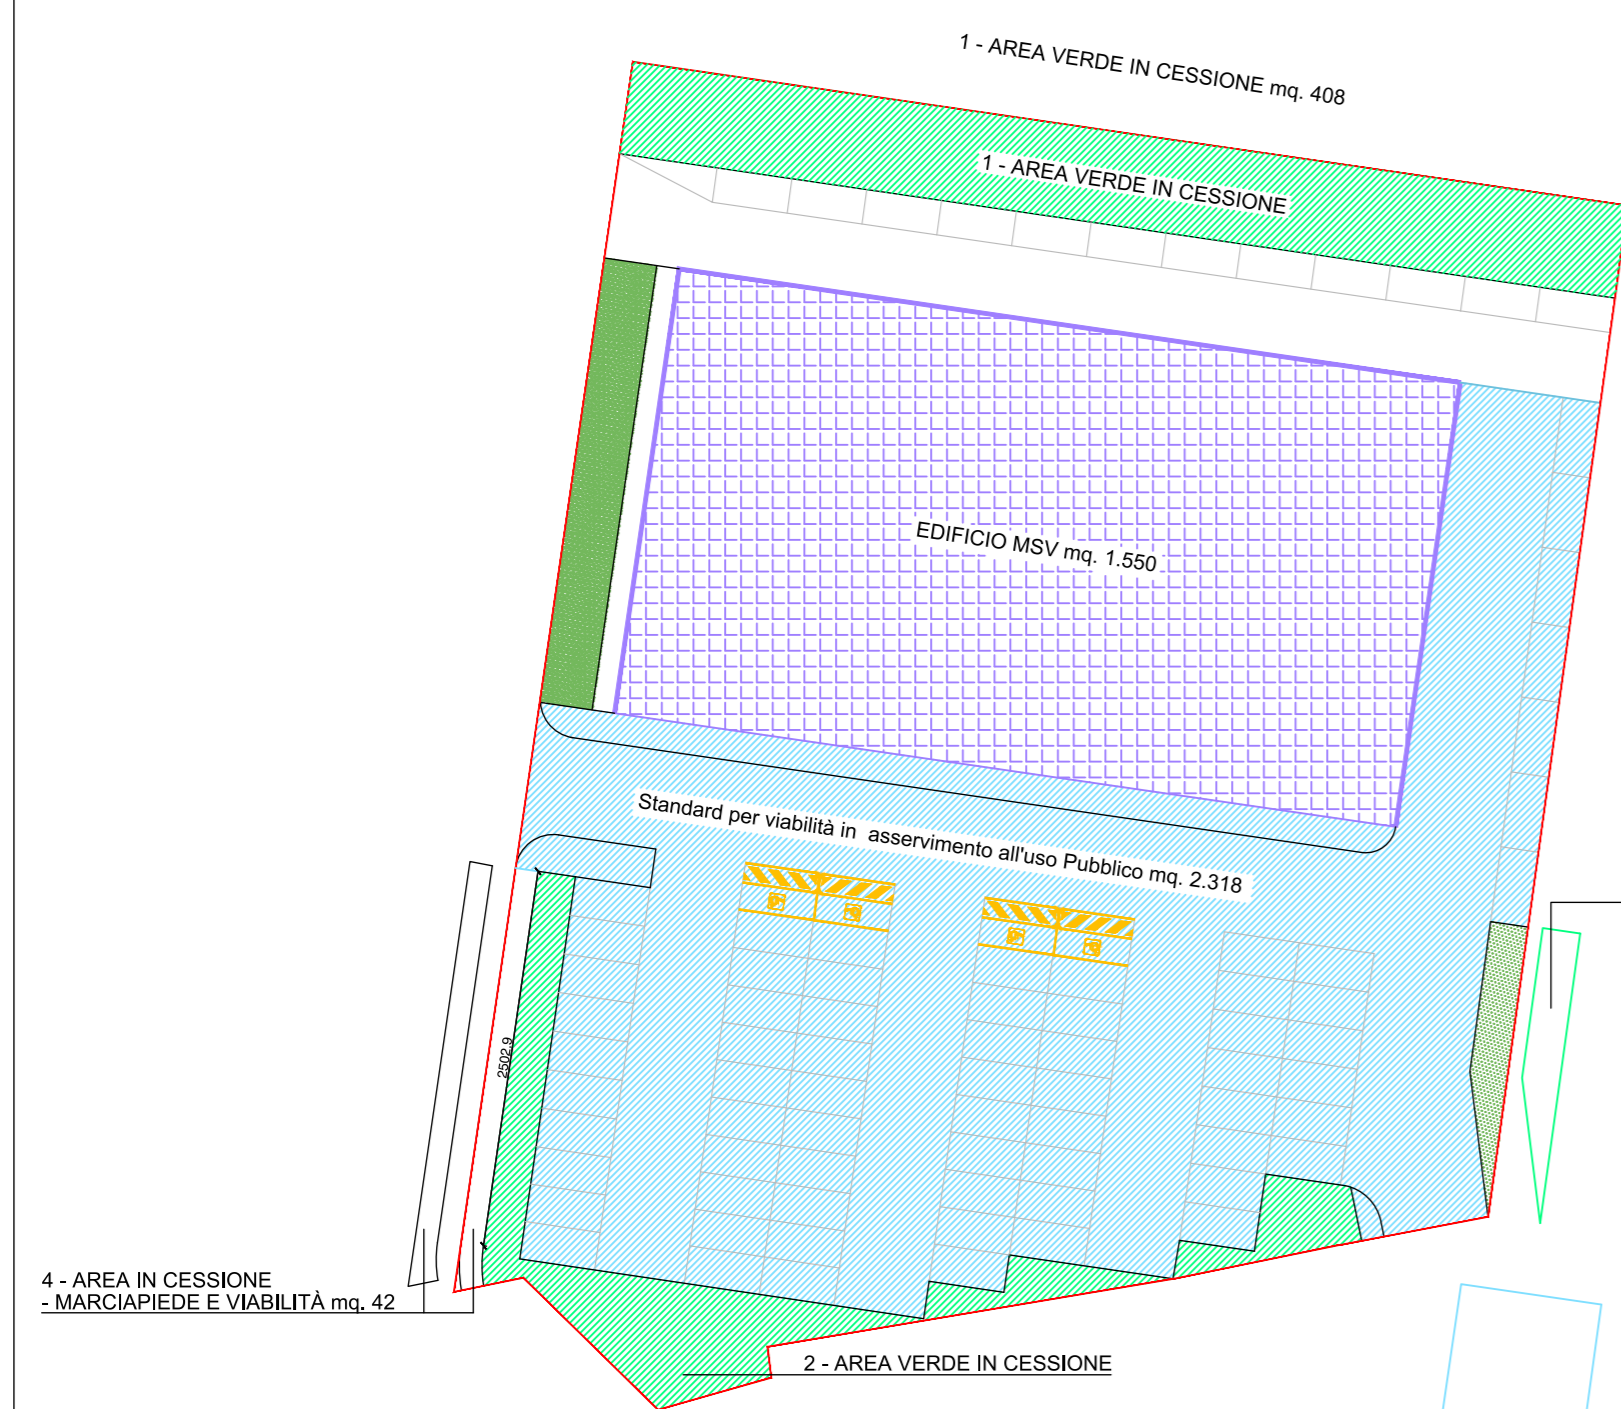 1 - AREA VERDE IN CESSIONE mq. 408
1 - AREA VERDE IN CESSIONE
EDIFICIO MSV mq. 1.550
Standard per viabilità in asservimento all'uso Pubblico mq. 2.318
2502.9
4 - AREA IN CESSIONE
- MARCIAPIEDE E VIABILITÀ mq. 42
2 - AREA VERDE IN CESSIONE